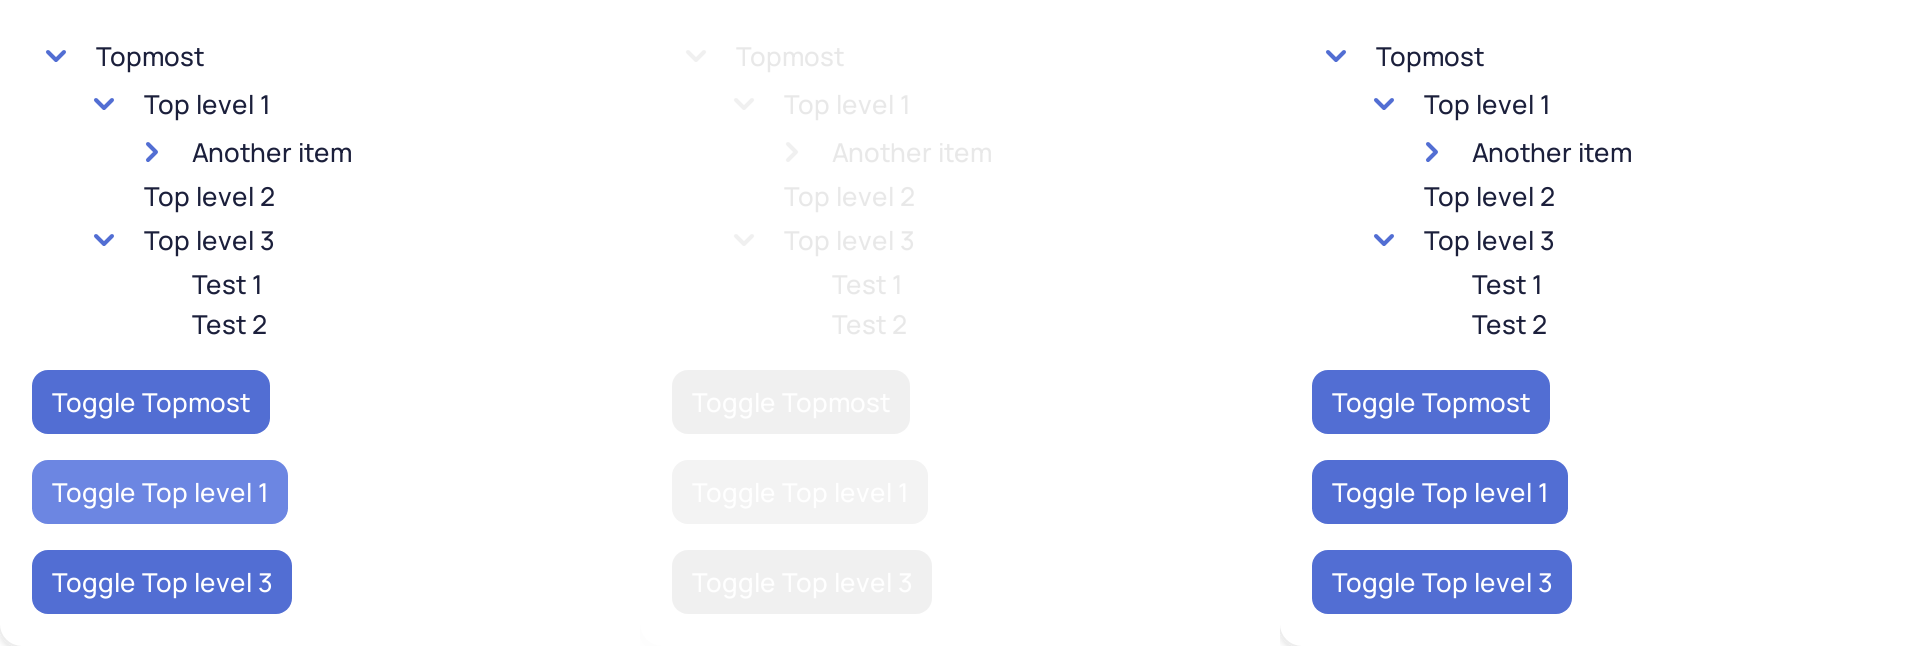 Topmost
Top level 1
Another item
Top level 2
Top level 3
Test 1
Test 2
Toggle Topmost
Toggle Top level 1
Toggle Top level 3
Topmost
Top level 1
Another item
Top level 2
Top level 3
Test 1
Test 2
Toggle Topmost
Toggle Top level 1
Toggle Top level 3
Topmost
Top level 1
Another item
Top level 2
Top level 3
Test 1
Test 2
Toggle Topmost
Toggle Top level 1
Toggle Top level 3